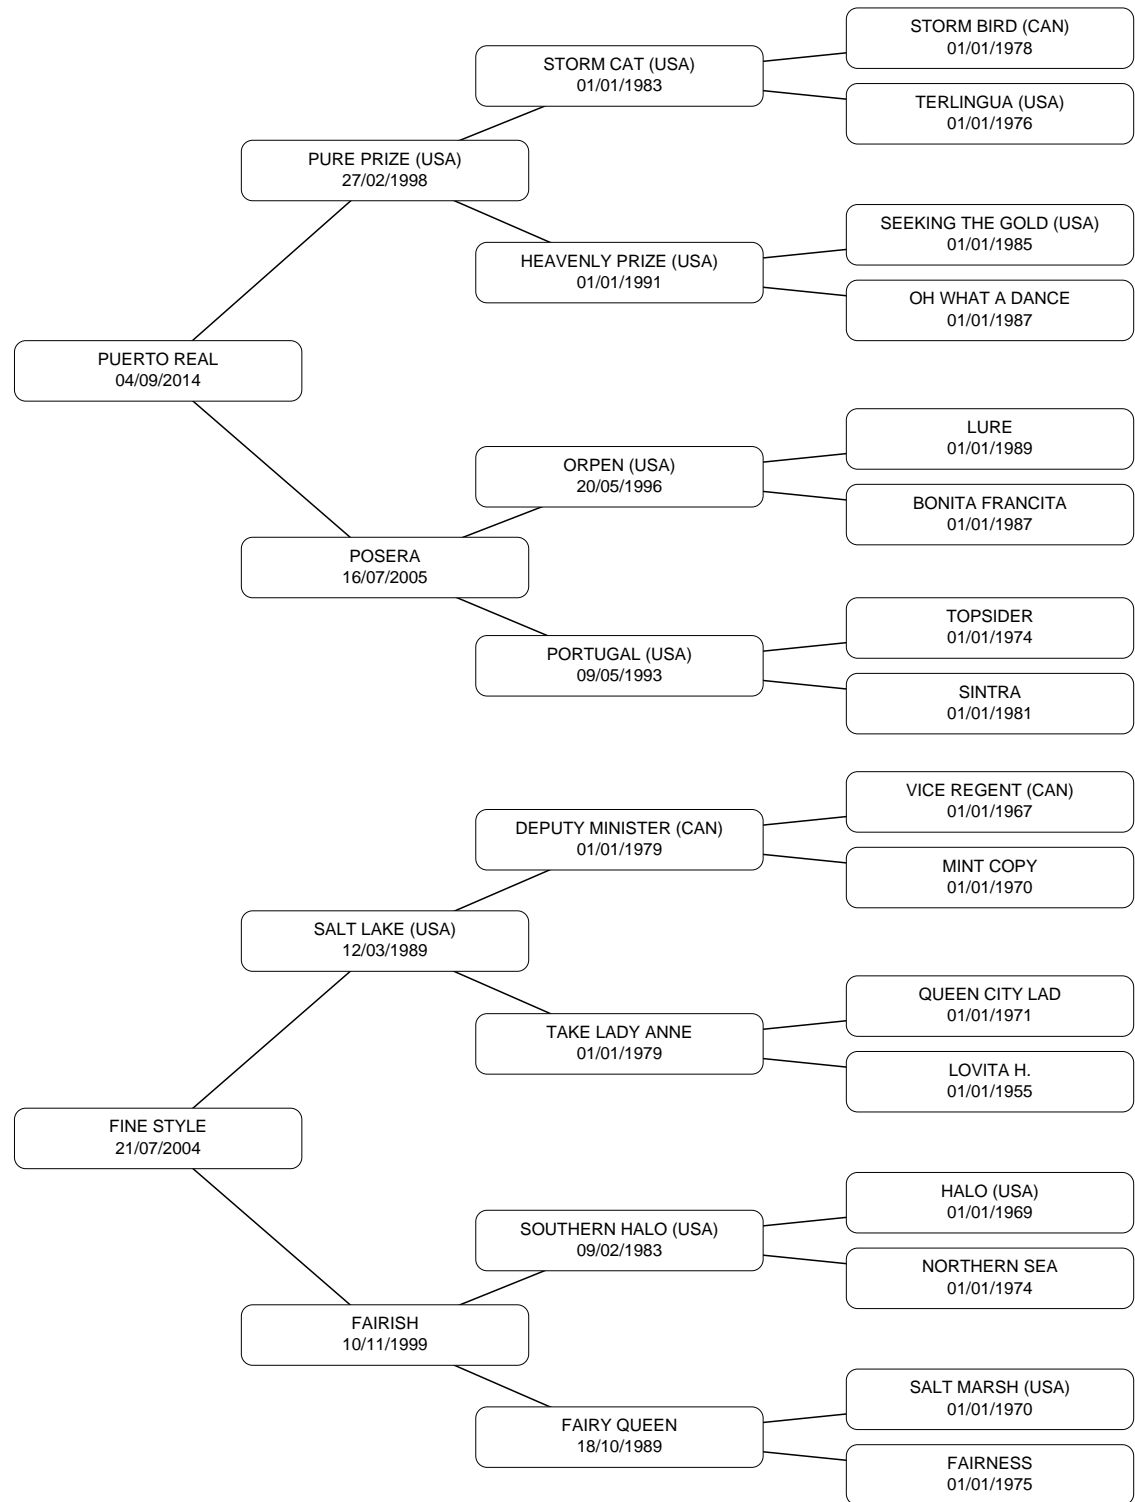 STORM BIRD (CAN)
01/01/1978
STORM CAT (USA)
01/01/1983
TERLINGUA (USA)
01/01/1976
PURE PRIZE (USA)
27/02/1998
SEEKING THE GOLD (USA)
01/01/1985
HEAVENLY PRIZE (USA)
01/01/1991
OH WHAT A DANCE
01/01/1987
PUERTO REAL
04/09/2014
LURE
01/01/1989
ORPEN (USA)
20/05/1996
BONITA FRANCITA
01/01/1987
POSERA
16/07/2005
TOPSIDER
01/01/1974
PORTUGAL (USA)
09/05/1993
SINTRA
01/01/1981
VICE REGENT (CAN)
01/01/1967
DEPUTY MINISTER (CAN)
01/01/1979
MINT COPY
01/01/1970
SALT LAKE (USA)
12/03/1989
QUEEN CITY LAD
01/01/1971
TAKE LADY ANNE
01/01/1979
LOVITA H.
01/01/1955
FINE STYLE
21/07/2004
HALO (USA)
01/01/1969
SOUTHERN HALO (USA)
09/02/1983
NORTHERN SEA
01/01/1974
FAIRISH
10/11/1999
SALT MARSH (USA)
01/01/1970
FAIRY QUEEN
18/10/1989
FAIRNESS
01/01/1975